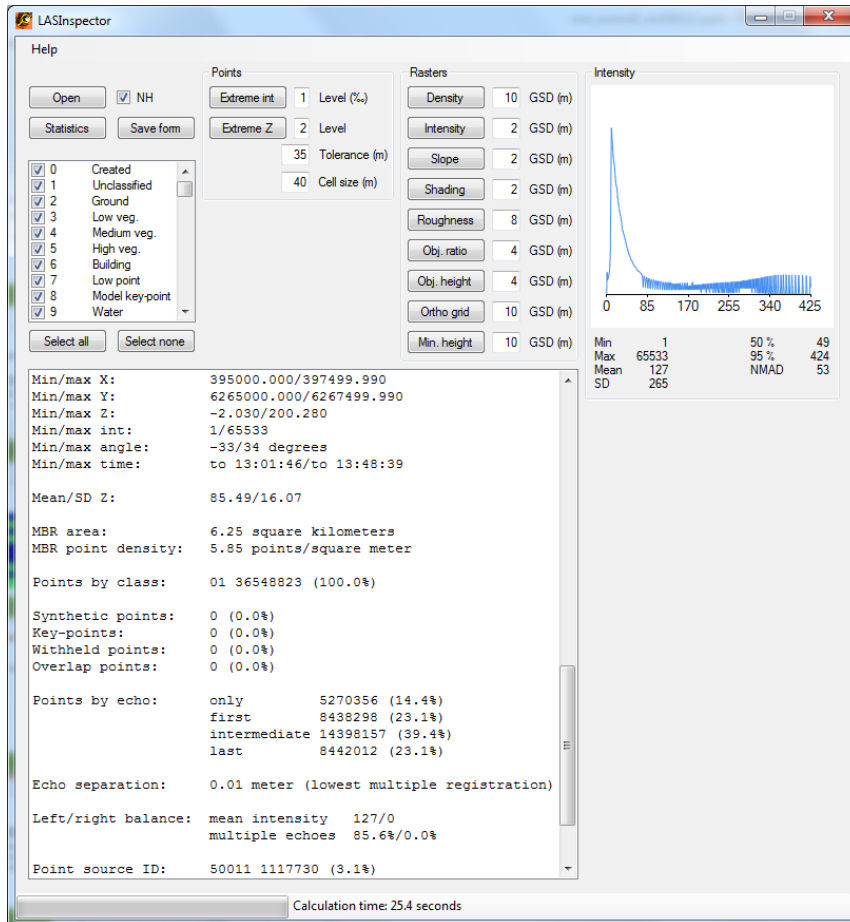 LASInspector
Help
Open NH
Statistics Save form
0 Created
1 Unclassified
2 Ground
3 Low veg.
4 Medium veg.
5 High veg.
6 Building
7 Low point
8 Model key-point
9 Water
Select all Select none
Points
Extreme int 1 Level (‰)
Extreme Z 2 Level
35 Tolerance (m)
40 Cell size (m)
Rasters
Density 10 GSD (m)
Intensity 2 GSD (m)
Slope 2 GSD (m)
Shading 2 GSD (m)
Roughness 8 GSD (m)
Obj. ratio 4 GSD (m)
Obj. height 4 GSD (m)
Ortho grid 10 GSD (m)
Min. height 10 GSD (m)
Intensity
0 85 170 255 340 425
Min 1 50 % 49
Max 65533 95 % 424
Mean 127 NMAD 53
SD 265
Min/max X: 395000.000/397499.990
Min/max Y: 6265000.000/6267499.990
Min/max Z: -2.030/200.280
Min/max int: 1/65533
Min/max angle: -33/34 degrees
Min/max time: to 13:01:46/to 13:48:39
Mean/SD Z: 85.49/16.07
MBR area: 6.25 square kilometers
MBR point density: 5.85 points/square meter
Points by class: 01 36548823 (100.0%)
Synthetic points: 0 (0.0%)
Key-points: 0 (0.0%)
Withheld points: 0 (0.0%)
Overlap points: 0 (0.0%)
Points by echo: only 5270356 (14.4%)
first 8438298 (23.1%)
intermediate 14398157 (39.4%)
last 8442012 (23.1%)
Echo separation: 0.01 meter (lowest multiple registration)
Left/right balance: mean intensity 127/0
multiple echoes 85.6%/0.0%
Point source ID: 50011 1117730 (3.1%)
Calculation time: 25.4 seconds